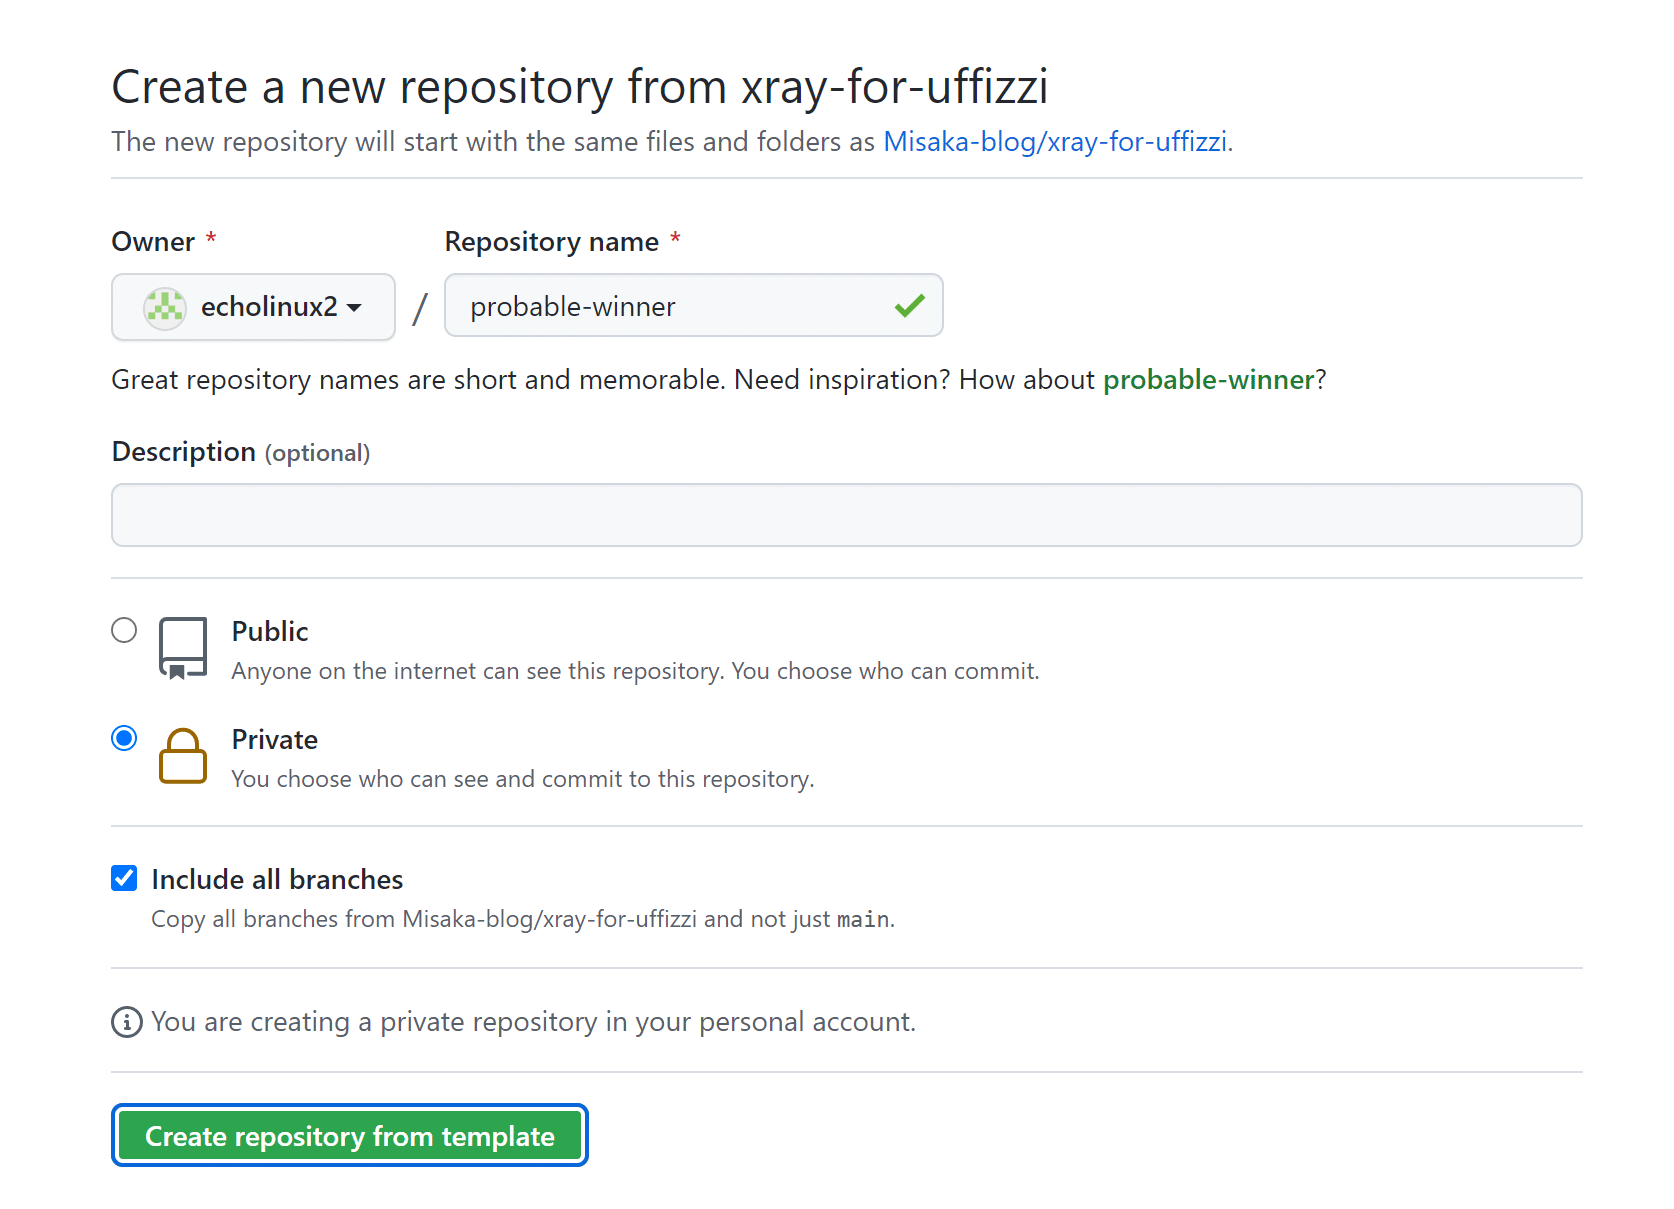 Create a new repository from xray-for-uffizzi
The new repository will start with the same files and folders as Misaka-blog/xray-for-uffizzi.
Owner * Repository name *
echolinux2 / probable-winner
Great repository names are short and memorable. Need inspiration? How about probable-winner?
Description (optional)
Public
Anyone on the internet can see this repository. You choose who can commit.
Private
You choose who can see and commit to this repository.
Include all branches
Copy all branches from Misaka-blog/xray-for-uffizzi and not just main.
You are creating a private repository in your personal account.
Create repository from template